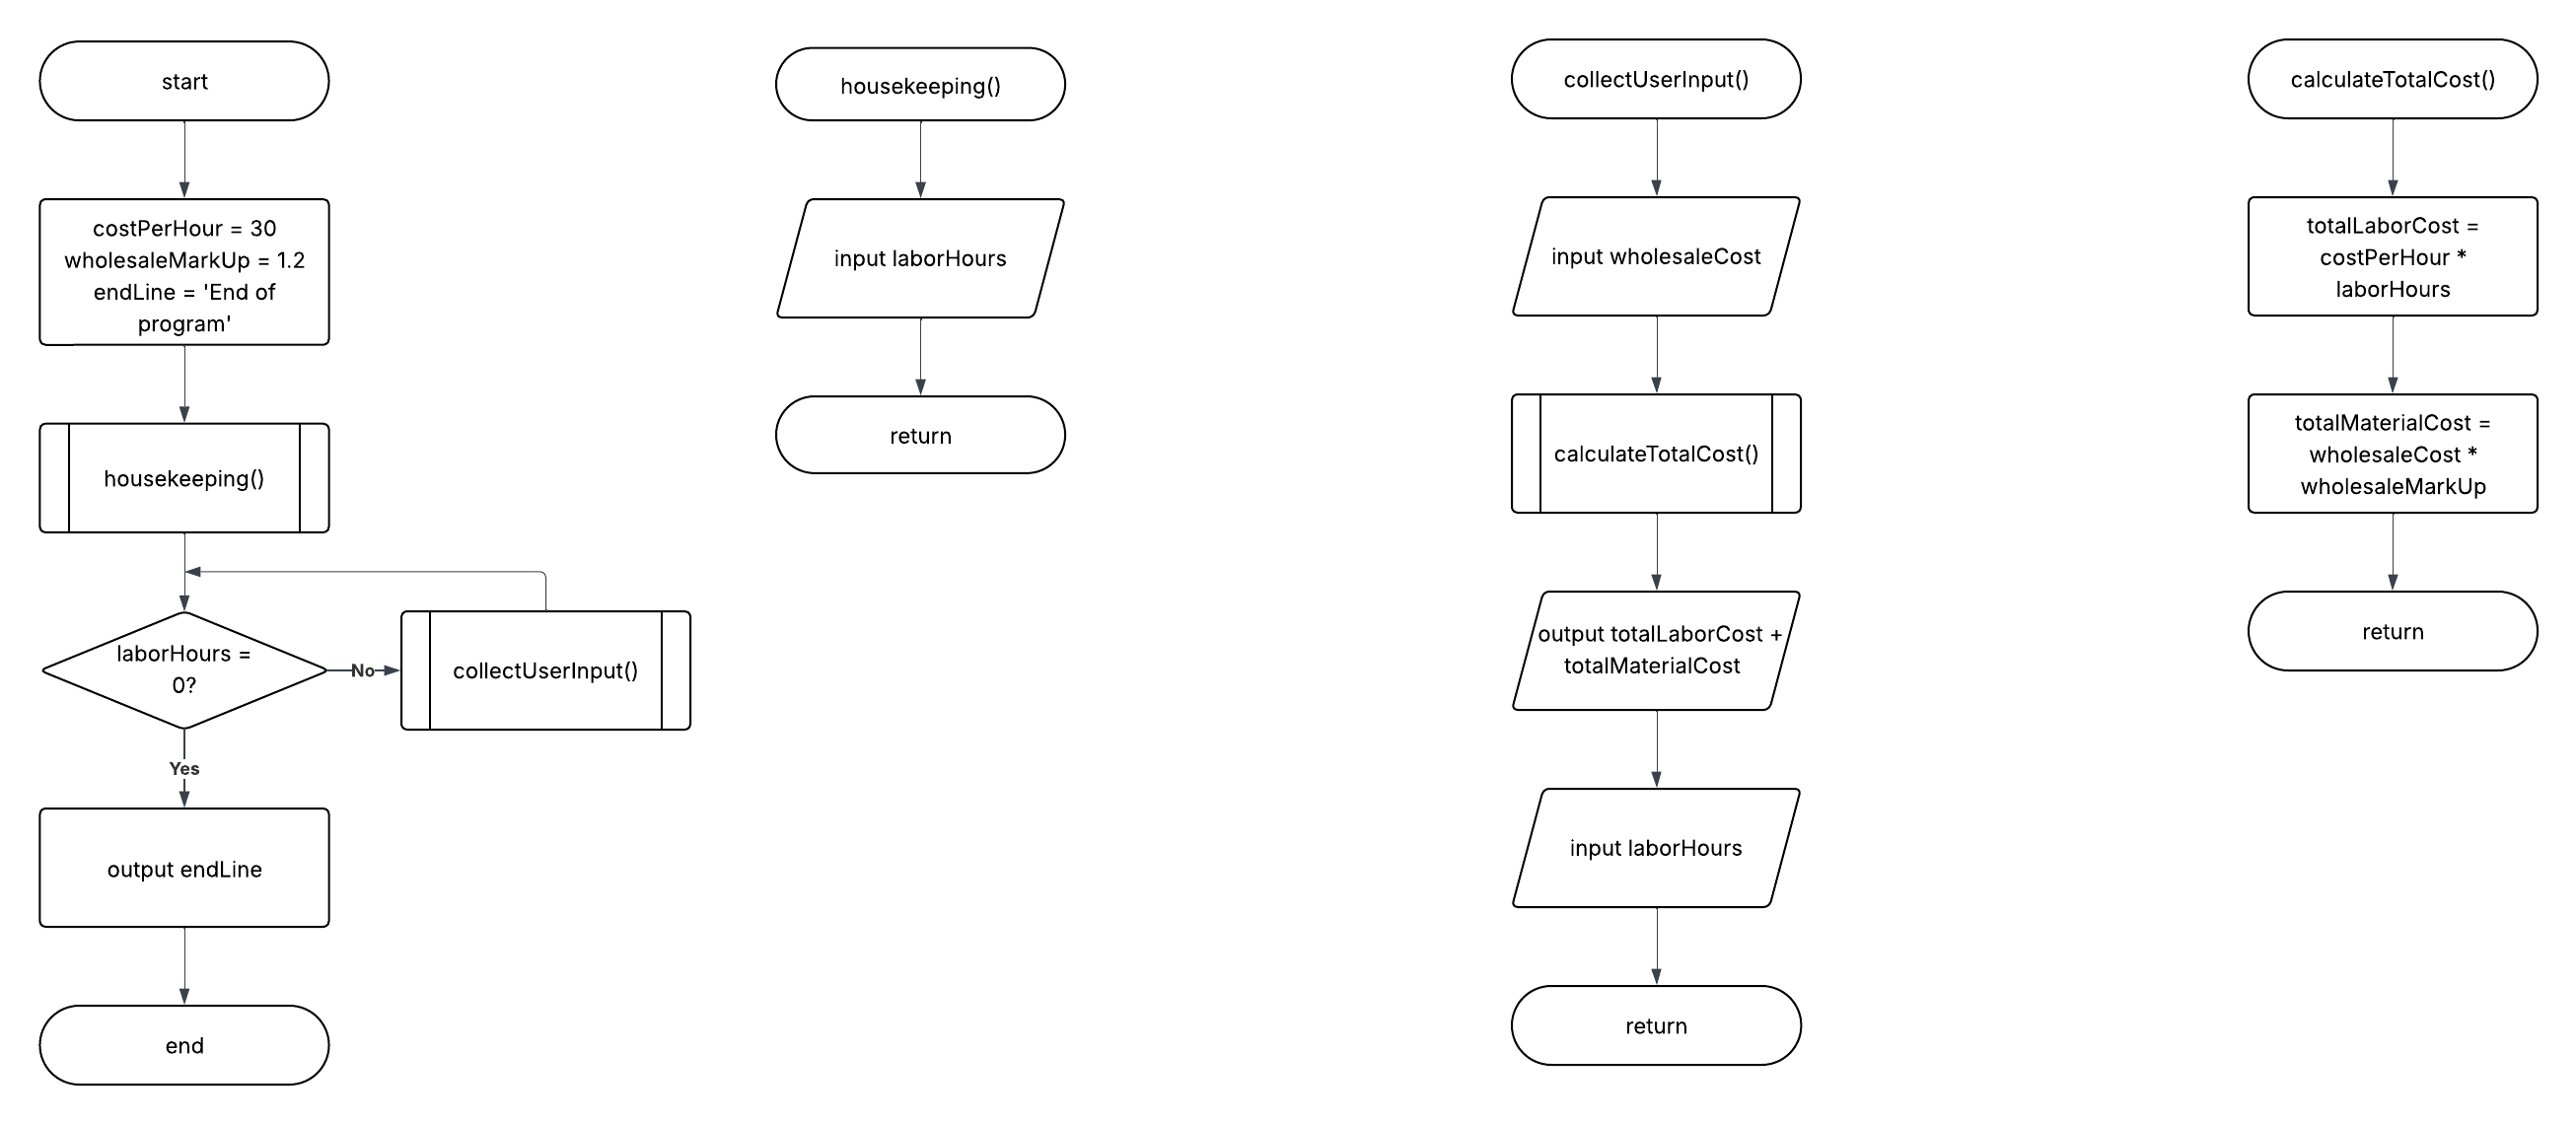 start
costPerHour = 30
wholesaleMarkUp = 1.2
endLine = 'End of
program'
housekeeping()
laborHours =
0?
No
collectUserInput()
Yes
output endLine
end
housekeeping()
input laborHours
return
collectUserInput()
input wholesaleCost
calculateTotalCost()
output totalLaborCost +
totalMaterialCost
input laborHours
return
calculateTotalCost()
totalLaborCost =
costPerHour *
laborHours
totalMaterialCost =
wholesaleCost *
wholesaleMarkUp
return